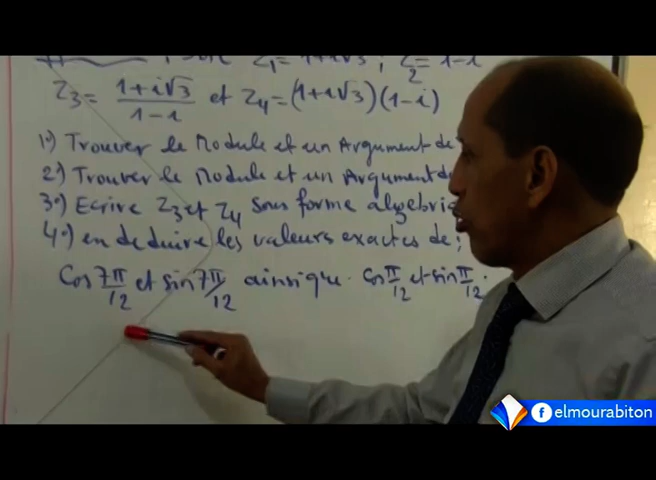 Z₁ = 1+i√3 ; Z₂ = 1-i
Z₃ = (1+i√3)/(1-i) et Z₄ = (1+i√3)(1-i)
1°) Trouver le Module et un Argument de
2°) Trouver le Module et un Argument de
3°) Ecrire Z₃ et Z₄ sous forme algébri
4°) en deduire les valeurs exactes de ;
Cos 7π/12 et sin 7π/12 ainsi que . Cos π/12 et sin π/12 .
elmourabiton